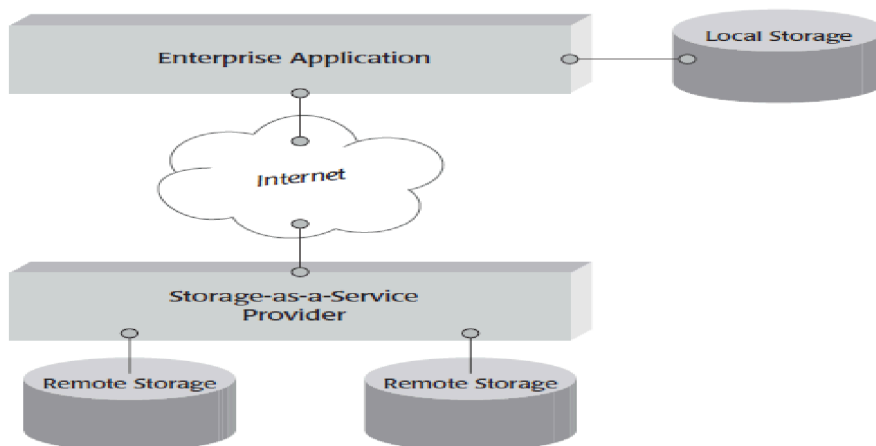 Enterprise Application
Local Storage
Internet
Storage-as-a-Service
Provider
Remote Storage
Remote Storage